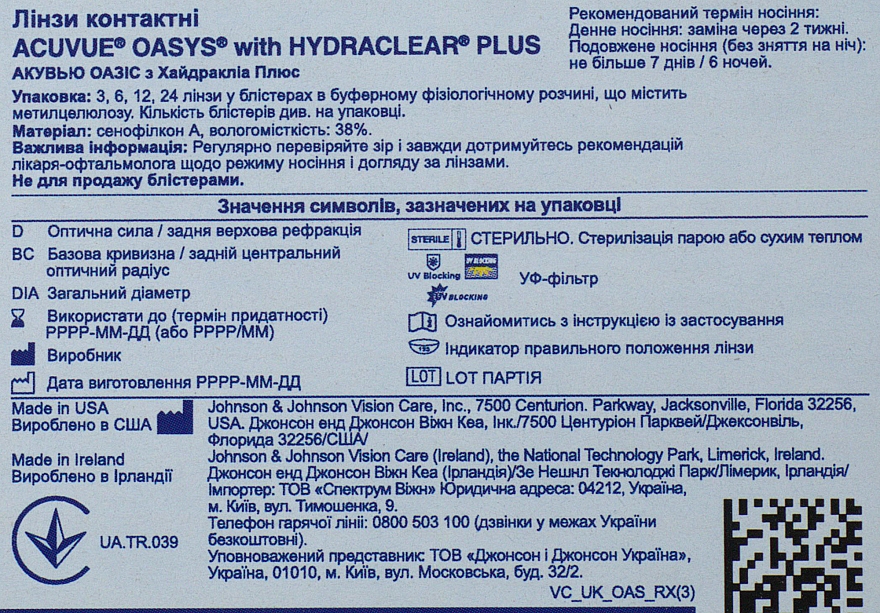 Лінзи контактні
ACUVUE® OASYS® with HYDRACLEAR® PLUS
АКУВЬЮ ОАЗІС з Хайдракліа Плюс
Рекомендований термін носіння:
Денне носіння: заміна через 2 тижні.
Подовжене носіння (без зняття на ніч):
не більше 7 днів / 6 ночей.
Упаковка: 3, 6, 12, 24 лінзи у блістерах в буферному фізіологічному розчині, що містить
метилцелюлозу. Кількість блістерів див. на упаковці.
Матеріал: сенофілкон А, вологомісткість: 38%.
Важлива інформація: Регулярно перевіряйте зір і завжди дотримуйтесь рекомендацій
лікаря-офтальмолога щодо режиму носіння і догляду за лінзами.
Не для продажу блістерами.
Значення символів, зазначених на упаковці
D Оптична сила / задня верхова рефракція
BC Базова кривизна / задній центральний
оптичний радіус
DIA Загальний діаметр
Використати до (термін придатності)
РРРР-ММ-ДД (або РРРР/ММ)
Виробник
Дата виготовлення РРРР-ММ-ДД
STERILE СТЕРИЛЬНО. Стерилізація парою або сухим теплом
UV BLOCKING
UV Blocking УФ-фільтр
UV BLOCKING
Ознайомитись з інструкцією із застосування
123 Індикатор правильного положення лінзи
LOT LOT ПАРТІЯ
Made in USA
Вироблено в США
Johnson & Johnson Vision Care, Inc., 7500 Centurion. Parkway, Jacksonville, Florida 32256,
USA. Джонсон енд Джонсон Віжн Кеа, Інк./7500 Центуріон Парквей/Джексонвіль,
Флорида 32256/США/
Made in Ireland
Вироблено в Ірландії
Johnson & Johnson Vision Care (Ireland), the National Technology Park, Limerick, Ireland.
Джонсон енд Джонсон Віжн Кеа (Ірландія)/Зе Нешнл Текнолоджі Парк/Лімерик, Ірландія/
Імпортер: ТОВ «Спектрум Віжн» Юридична адреса: 04212, Україна,
м. Київ, вул. Тимошенка, 9.
Телефон гарячої лінії: 0800 503 100 (дзвінки у межах України
безкоштовні).
Уповноважений представник: ТОВ «Джонсон і Джонсон Україна»,
Україна, 01010, м. Київ, вул. Московська, буд. 32/2.
UA.TR.039
VC_UK_OAS_RX(3)